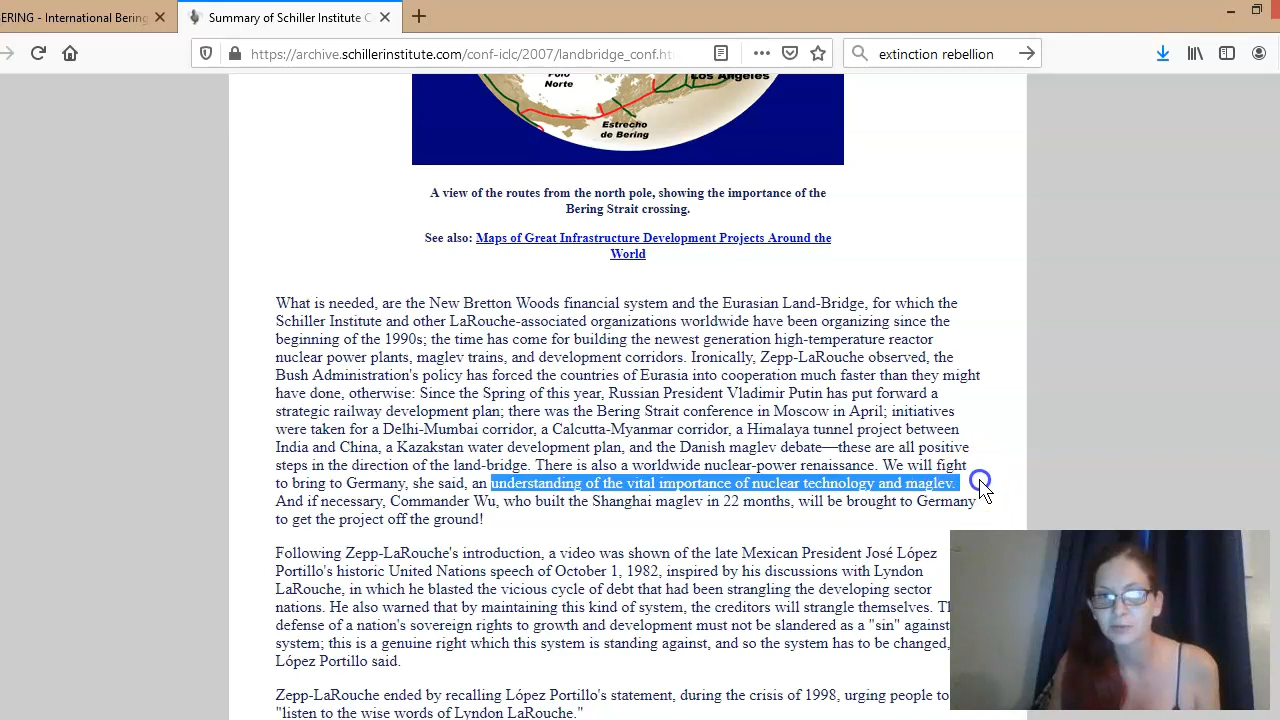 ERING - International Bering
Summary of Schiller Institute C
https://archive.schillerinstitute.com/conf-iclc/2007/landbridge_conf.ht
extinction rebellion
Polo
Norte
Los Angeles
Estrecho
de Bering
A view of the routes from the north pole, showing the importance of the
Bering Strait crossing.
See also: Maps of Great Infrastructure Development Projects Around the
World
What is needed, are the New Bretton Woods financial system and the Eurasian Land-Bridge, for which the
Schiller Institute and other LaRouche-associated organizations worldwide have been organizing since the
beginning of the 1990s; the time has come for building the newest generation high-temperature reactor
nuclear power plants, maglev trains, and development corridors. Ironically, Zepp-LaRouche observed, the
Bush Administration's policy has forced the countries of Eurasia into cooperation much faster than they might
have done, otherwise: Since the Spring of this year, Russian President Vladimir Putin has put forward a
strategic railway development plan; there was the Bering Strait conference in Moscow in April; initiatives
were taken for a Delhi-Mumbai corridor, a Calcutta-Myanmar corridor, a Himalaya tunnel project between
India and China, a Kazakstan water development plan, and the Danish maglev debate—these are all positive
steps in the direction of the land-bridge. There is also a worldwide nuclear-power renaissance. We will fight
to bring to Germany, she said, an understanding of the vital importance of nuclear technology and maglev.
And if necessary, Commander Wu, who built the Shanghai maglev in 22 months, will be brought to Germany
to get the project off the ground!
Following Zepp-LaRouche's introduction, a video was shown of the late Mexican President José López
Portillo's historic United Nations speech of October 1, 1982, inspired by his discussions with Lyndon
LaRouche, in which he blasted the vicious cycle of debt that had been strangling the developing sector
nations. He also warned that by maintaining this kind of system, the creditors will strangle themselves. T
defense of a nation's sovereign rights to growth and development must not be slandered as a "sin" against
system; this is a genuine right which this system is standing against, and so the system has to be changed,
López Portillo said.
Zepp-LaRouche ended by recalling López Portillo's statement, during the crisis of 1998, urging people to
"listen to the wise words of Lyndon LaRouche."